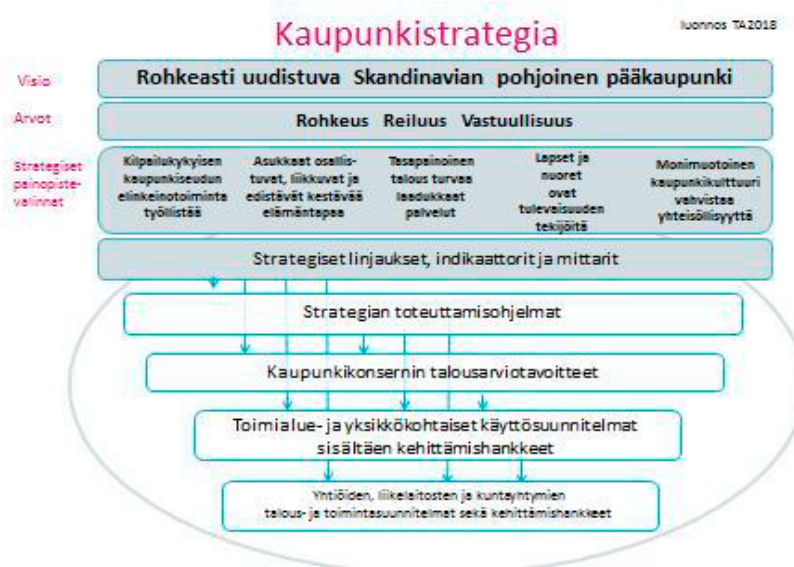 Kaupunkistrategia
luonnos TA2018
Visio
Rohkeasti uudistuva Skandinavian pohjoinen pääkaupunki
Arvot
Rohkeus Reiluus Vastuullisuus
Strategiset
painopiste-
valinnat
Kilpailukykyisen
kaupunkiseudun
elinkeinotoiminta
työllistää
Asukkaat osallis-
tuvat, liikkuvat ja
edistävät kestävää
elämäntapaa
Tasapainoinen
talous turvaa
laadukkaat
palvelut
Lapset ja
nuoret
ovat
tulevaisuuden
tekijöitä
Monimuotoinen
kaupunkikulttuuri
vahvistaa
yhteisöllisyyttä
Strategiset linjaukset, indikaattorit ja mittarit
Strategian toteuttamisohjelmat
Kaupunkikonsernin talousarviotavoitteet
Toimialue- ja yksikkökohtaiset käyttösuunnitelmat
sisältäen kehittämishankkeet
Yhtiöiden, liikelaitosten ja kuntayhtymien
talous- ja toimintasuunnitelmat sekä kehittämishankkeet